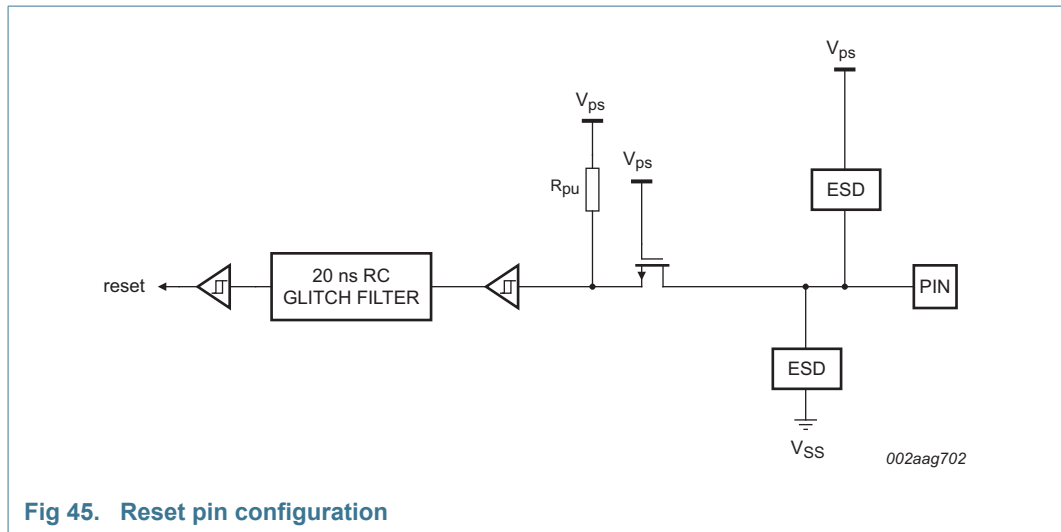 Vps
Vps
Vps
ESD
Rpu
reset
20 ns RC
GLITCH FILTER
PIN
ESD
VSS
002aag702
Fig 45. Reset pin configuration